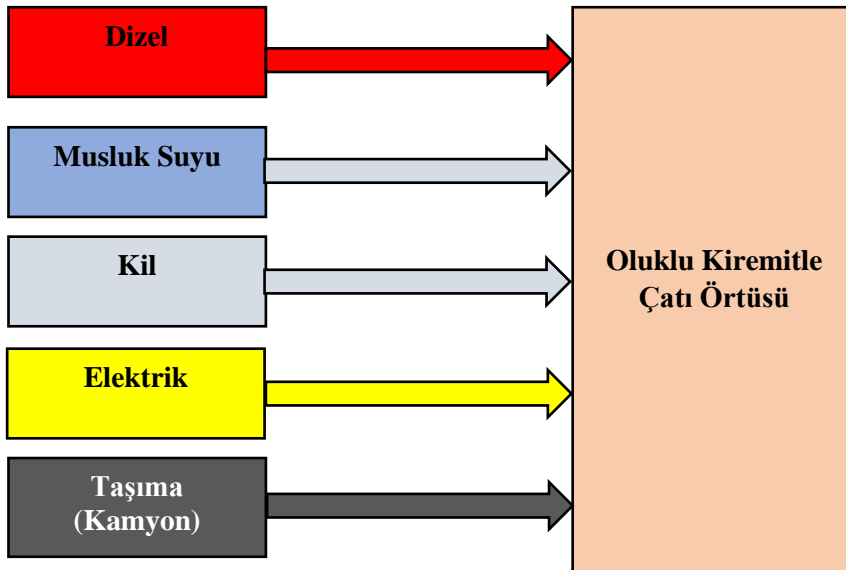 Dizel
Musluk Suyu
Kil
Elektrik
Taşıma
(Kamyon)
Oluklu Kiremitle
Çatı Örtüsü